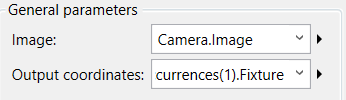 General parameters
Image: Camera.Image
Output coordinates: currences(1).Fixture